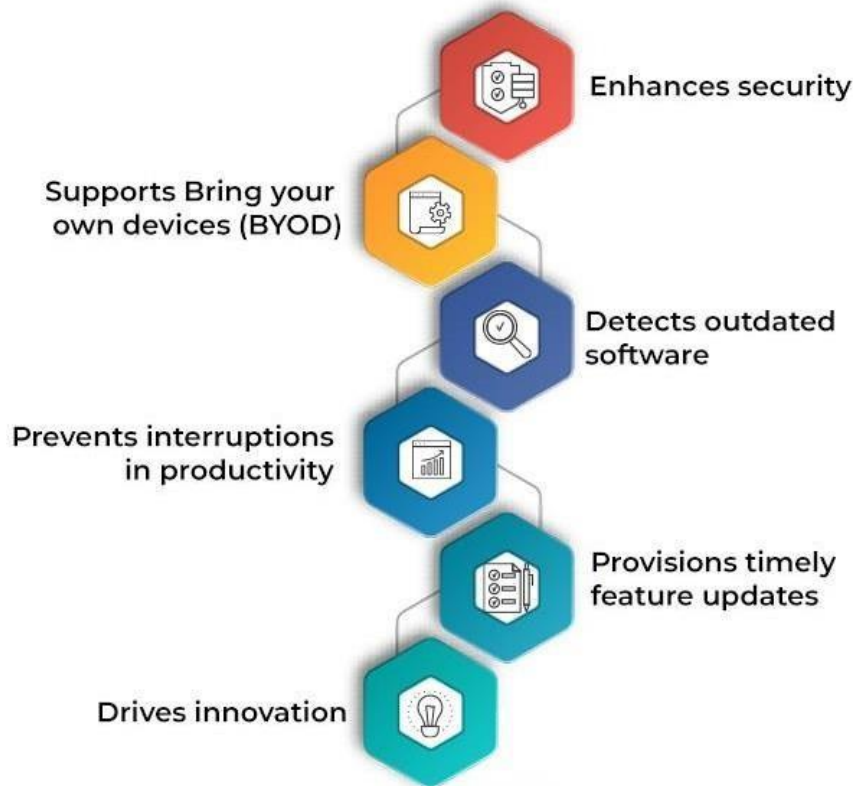 Enhances security
Supports Bring your
own devices (BYOD)
Detects outdated
software
Prevents interruptions
in productivity
Provisions timely
feature updates
Drives innovation